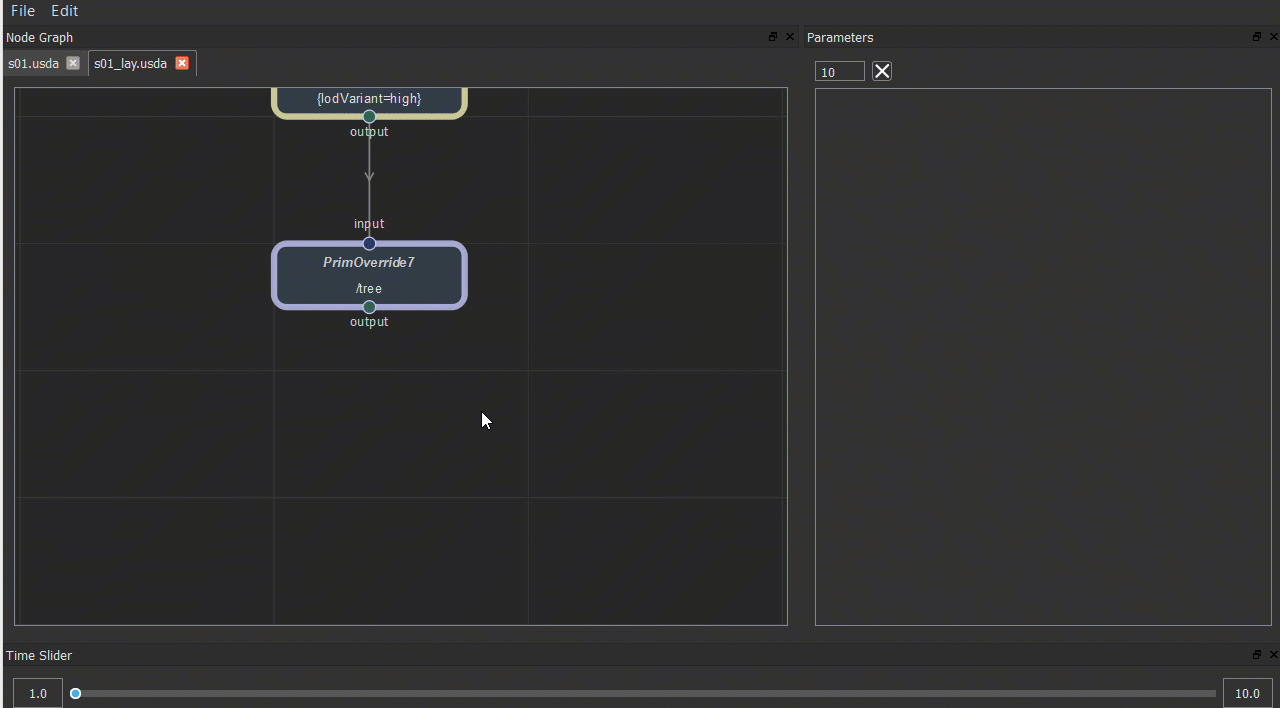 File Edit
Node Graph
Parameters
s01.usda s01_lay.usda
10
{lodVariant=high}
output
input
PrimOverride7
/tree
output
Time Slider
1.0 10.0